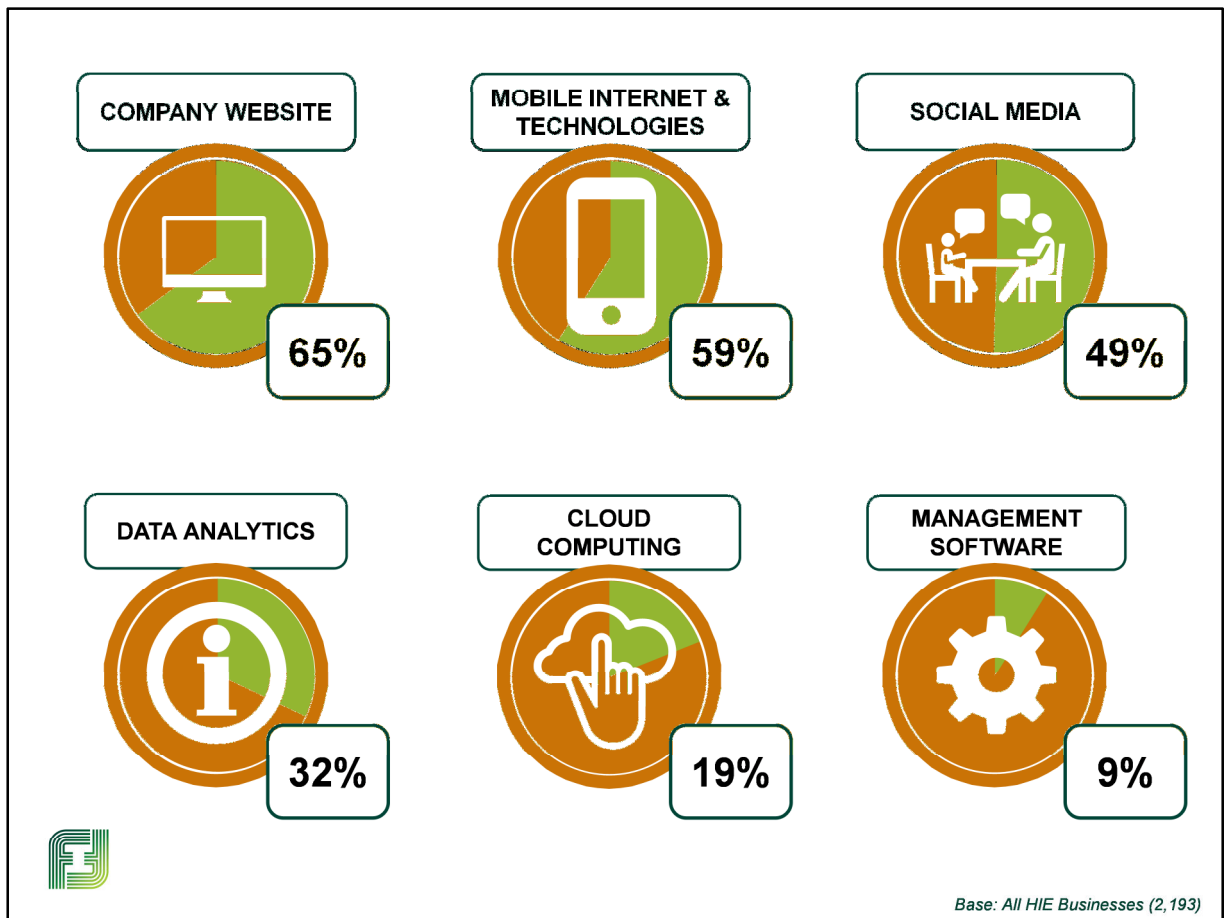 COMPANY WEBSITE
MOBILE INTERNET &
TECHNOLOGIES
SOCIAL MEDIA
65%
59%
49%
DATA ANALYTICS
CLOUD
COMPUTING
MANAGEMENT
SOFTWARE
32%
19%
9%
Base: All HIE Businesses (2,193)